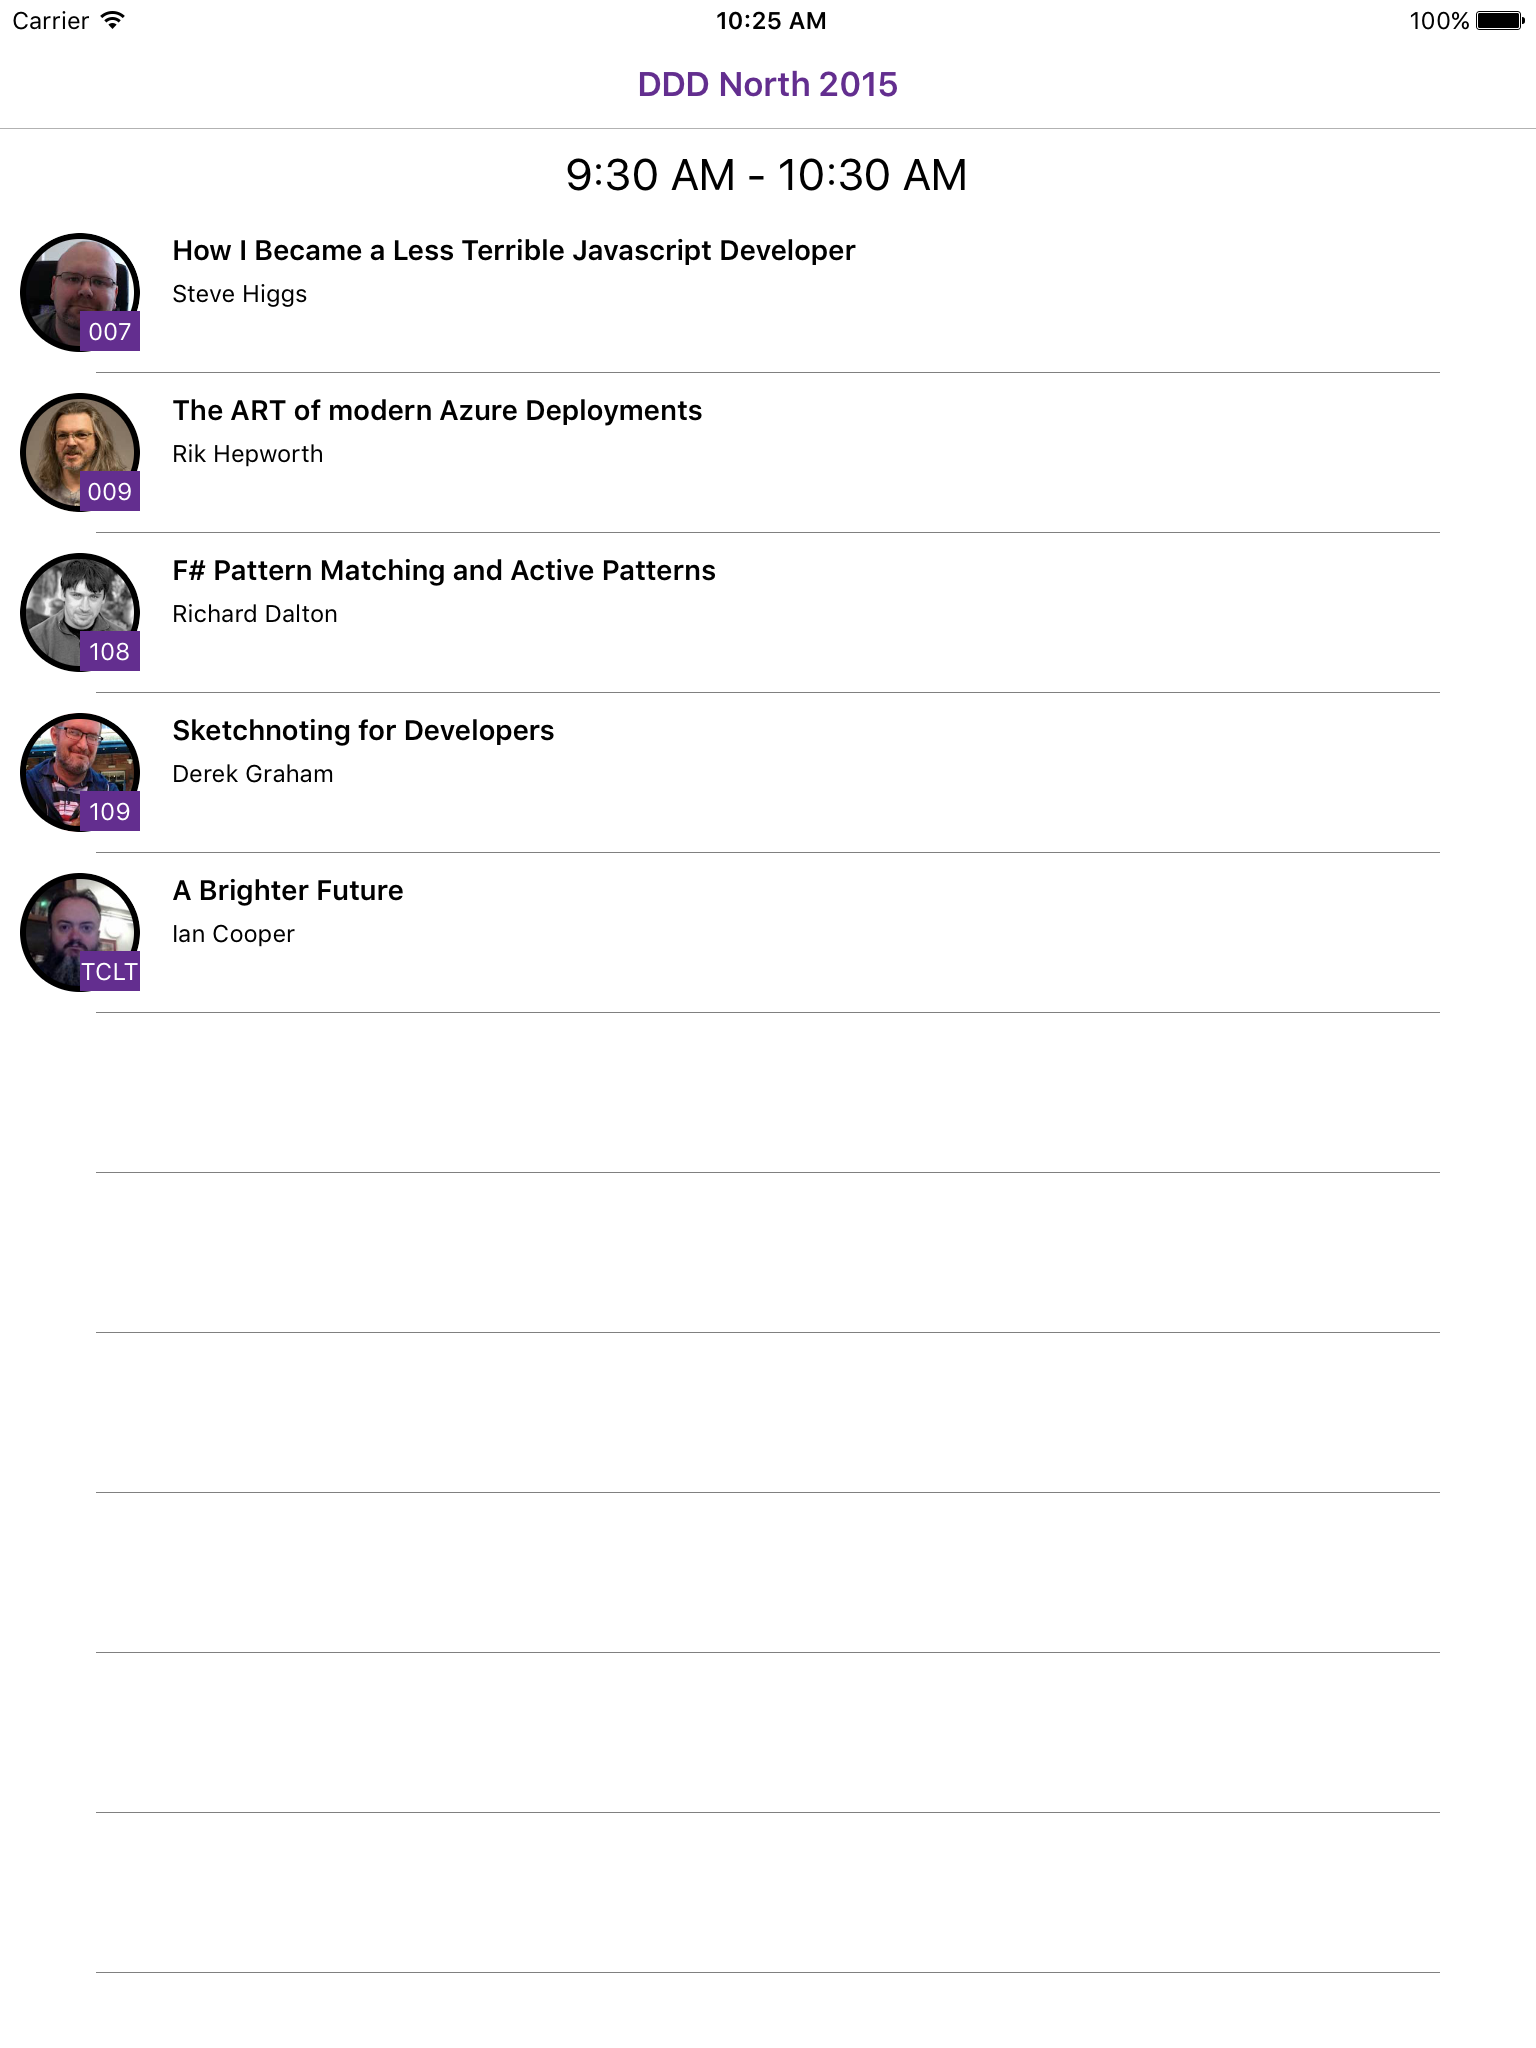 Carrier 10:25 AM 100%
DDD North 2015
9:30 AM - 10:30 AM
How I Became a Less Terrible Javascript Developer
Steve Higgs
007
The ART of modern Azure Deployments
Rik Hepworth
009
F# Pattern Matching and Active Patterns
Richard Dalton
108
Sketchnoting for Developers
Derek Graham
109
A Brighter Future
Ian Cooper
TCLT